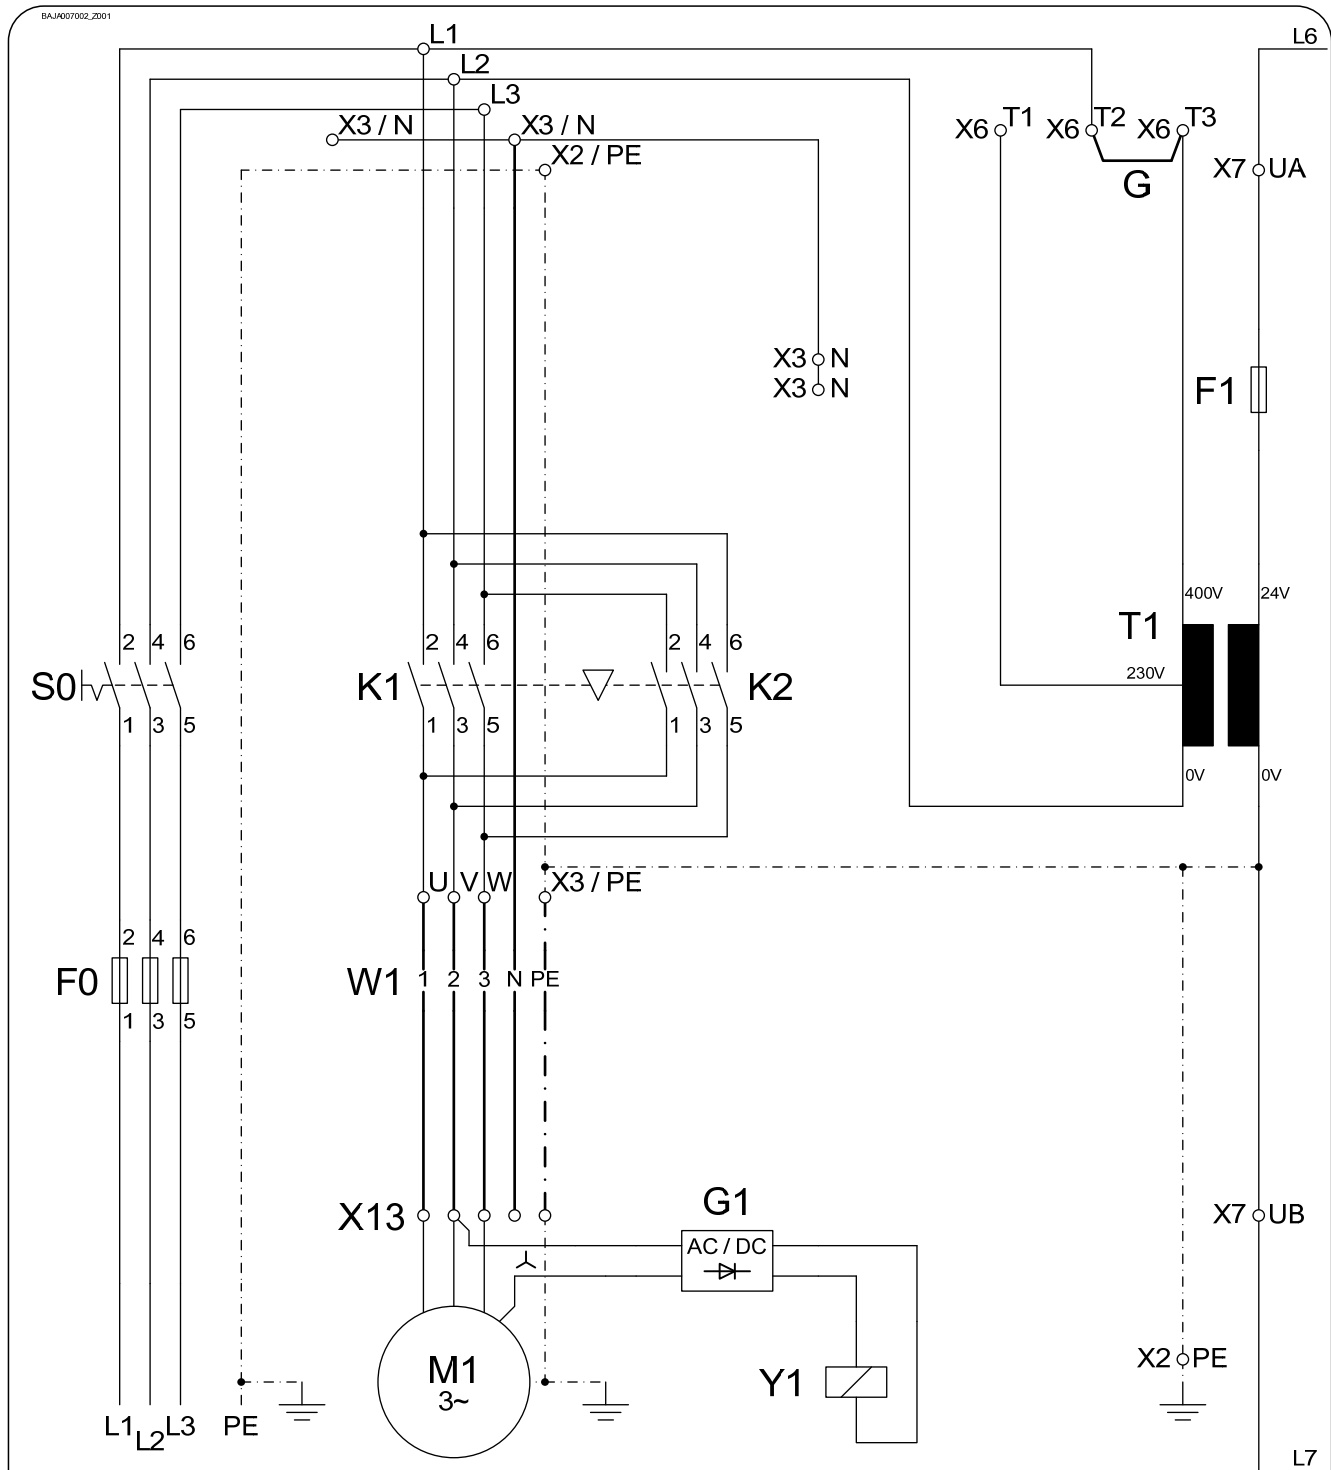 BAJA007002_Z001
L1
L6
L2
L3
X3 / N
X3 / N
X6 T1
X6 T2
X6 T3
X2 / PE
X7 UA
G
X3 N
X3 N
F1
400V
24V
T1
2 4 6
2 4 6
2 4 6
230V
S0
K1
K2
1 3 5
1 3 5
1 3 5
0V
0V
U V W X3 / PE
2 4 6
F0
W1 1 2 3 N PE
1 3 5
G1
X13
X7 UB
AC / DC
M1
3~
Y1
X2 PE
L1 L2 L3 PE
L7